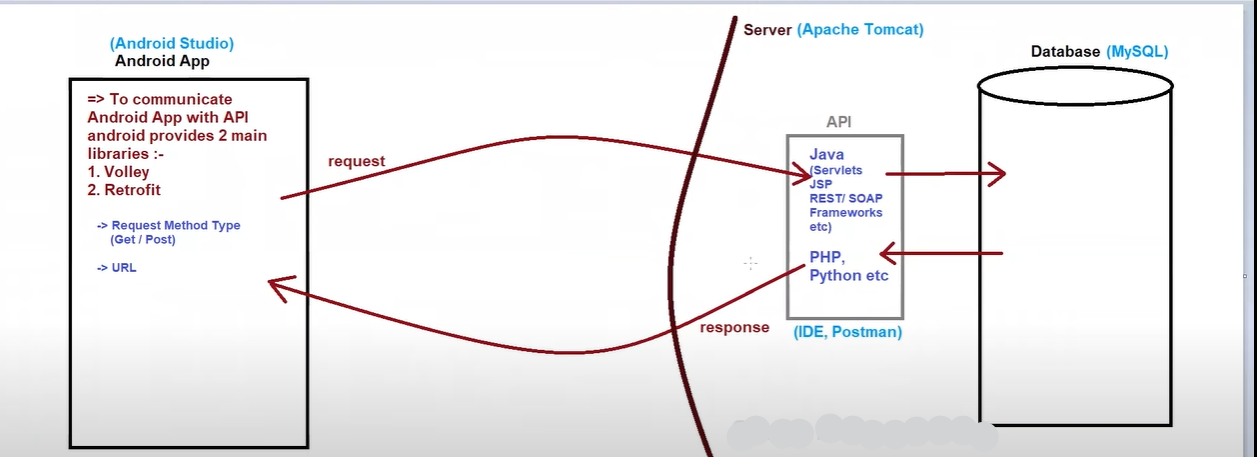 (Android Studio)
Android App
=> To communicate
Android App with API
android provides 2 main
libraries :-
1. Volley
2. Retrofit
-> Request Method Type
(Get / Post)
-> URL
request
response
Server (Apache Tomcat)
API
Java
(Servlets
JSP
REST/ SOAP
Frameworks
etc)
PHP,
Python etc
(IDE, Postman)
Database (MySQL)